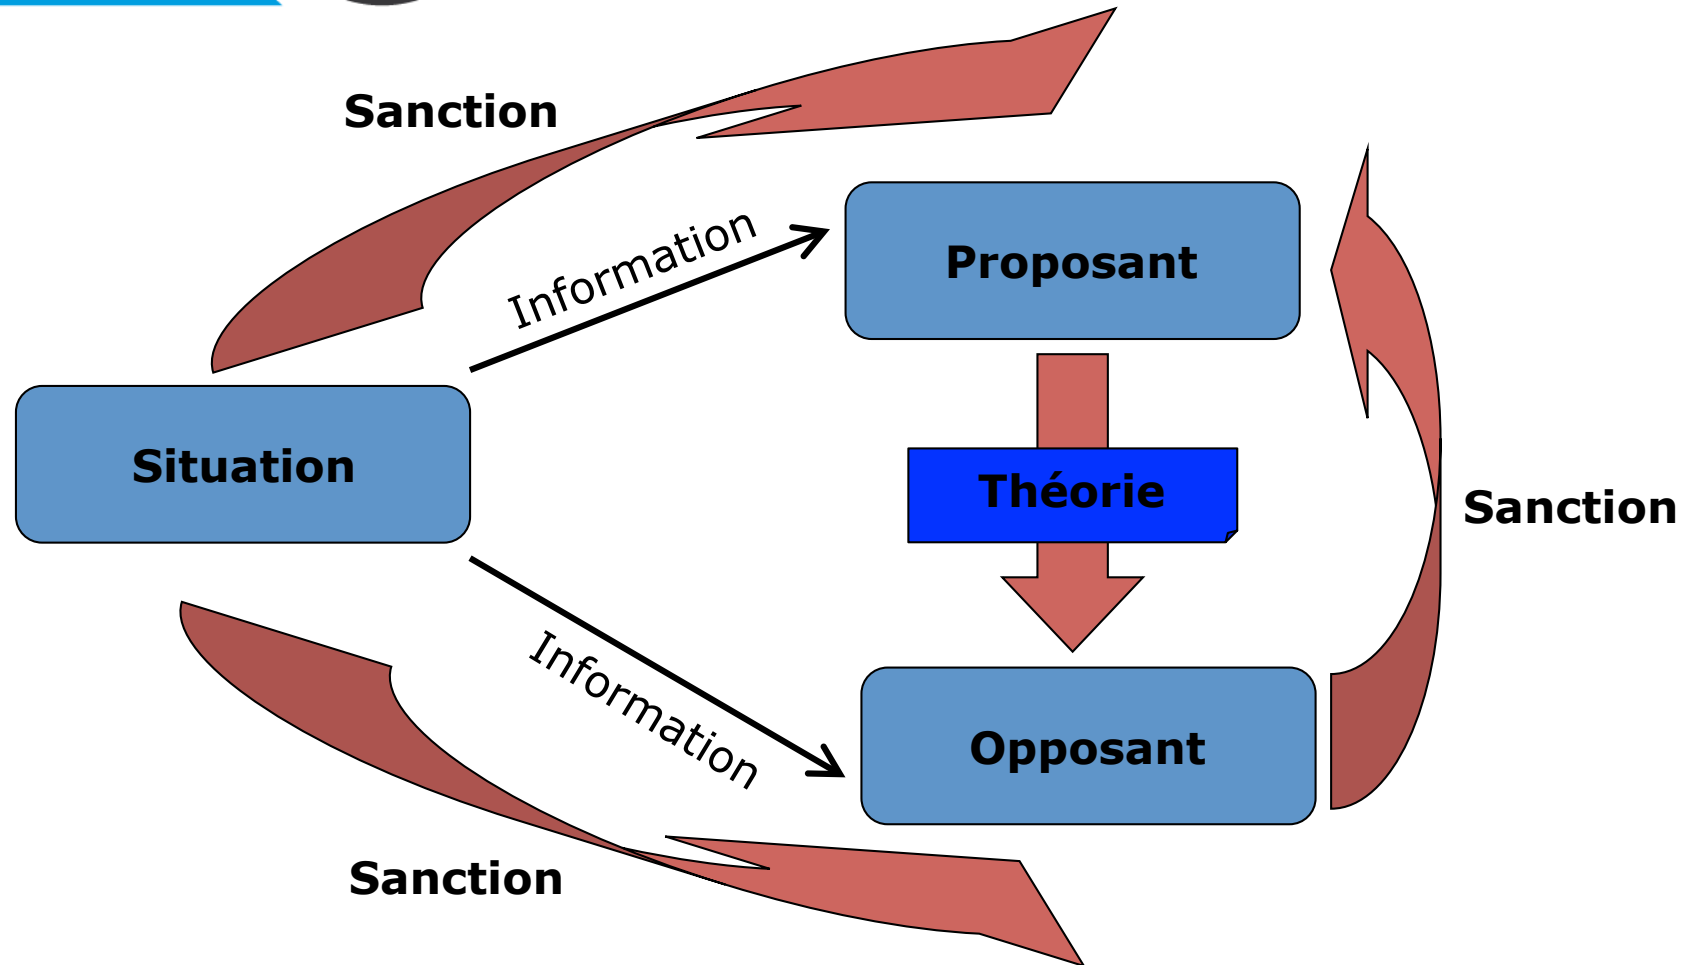 Sanction
Information
Proposant
Situation
Théorie
Sanction
Information
Opposant
Sanction